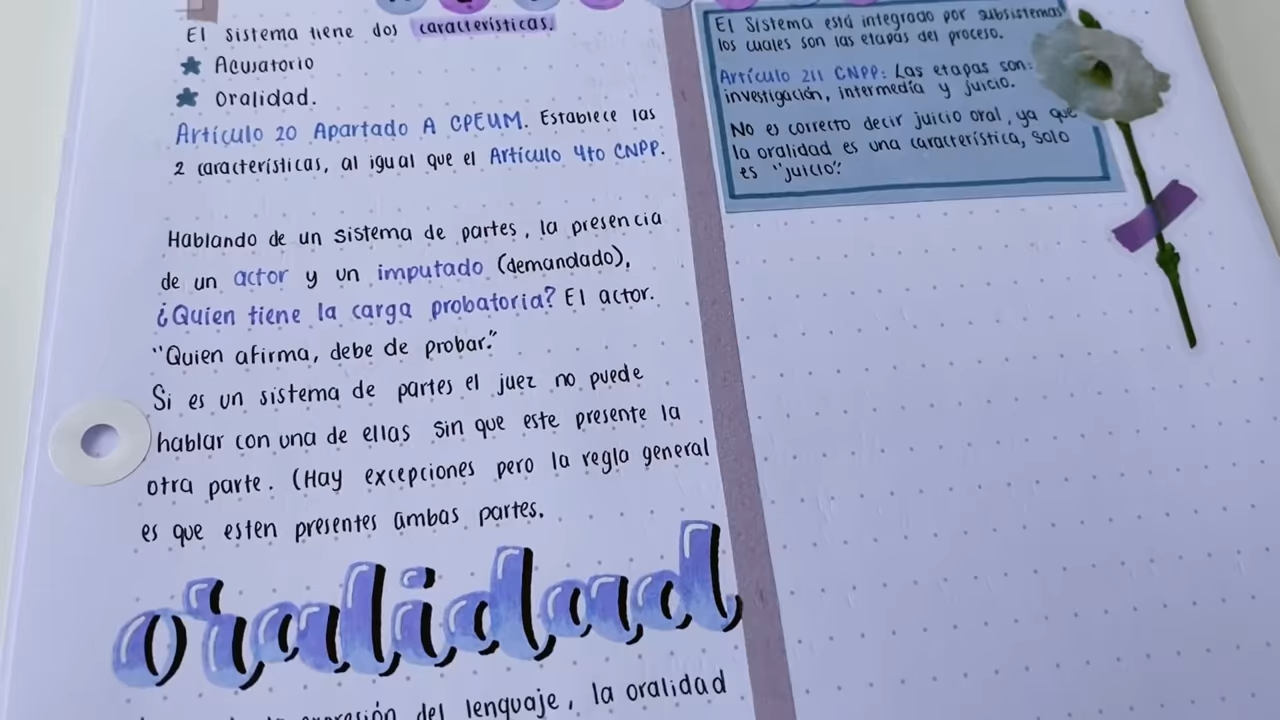 El sistema tiene dos características.
Acusatorio
Oralidad.
Artículo 20 Apartado A CPEUM. Establece las
2 características, al igual que el Artículo 4to CNPP.
Hablando de un sistema de partes, la presencia
de un actor y un imputado (demandado),
¿Quien tiene la carga probatoria? El actor.
"Quien afirma, debe de probar."
Si es un sistema de partes el juez no puede
hablar con una de ellas sin que este presente la
otra parte. (Hay excepciones pero la regla general
es que esten presentes ambas partes.
Oralidad
expresión del lenguaje, la oralidad
El Sistema está integrado por subsistemas
los cuales son las etapas del proceso.
Artículo 211 CNPP: Las etapas son:
investigación, intermedía y juicio.
No es correcto decir juicio oral, ya que
la oralidad es una característica, solo
es "juicio".